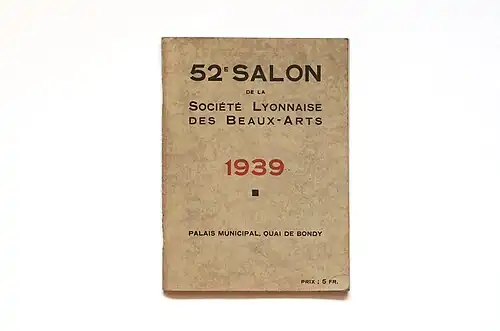 52e SALON
DE LA
SOCIÉTÉ LYONNAISE
DES BEAUX-ARTS
1939
PALAIS MUNICIPAL, QUAI DE BONDY
PRIX : 5 FR.